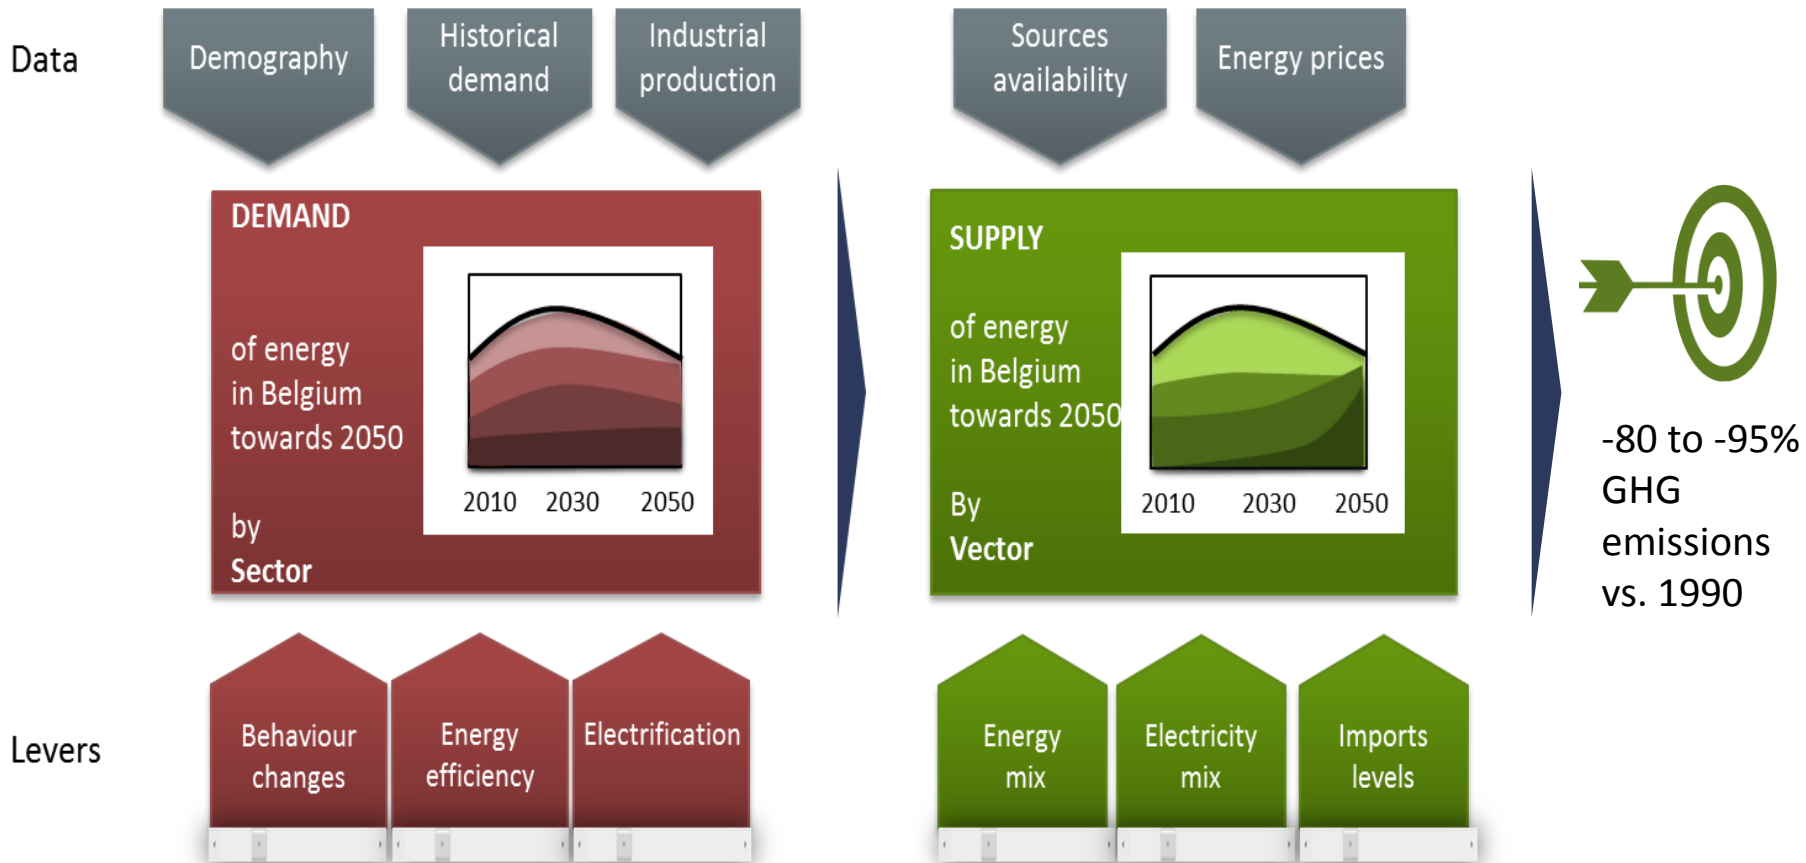 Data
Demography
Historical
demand
Industrial
production
Sources
availability
Energy prices
DEMAND
of energy
in Belgium
towards 2050
by
Sector
2010 2030 2050
SUPPLY
of energy
in Belgium
towards 2050
By
Vector
2010 2030 2050
-80 to -95%
GHG
emissions
vs. 1990
Levers
Behaviour
changes
Energy
efficiency
Electrification
Energy
mix
Electricity
mix
Imports
levels